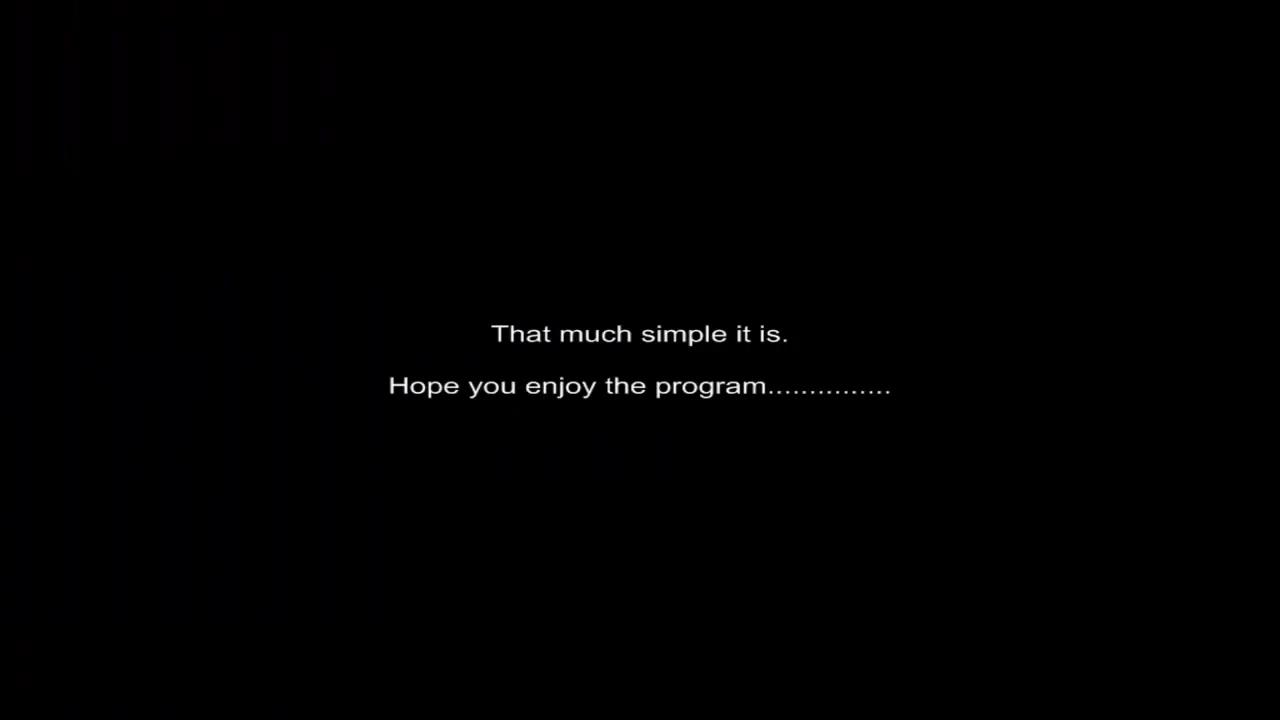 That much simple it is.
Hope you enjoy the program...............